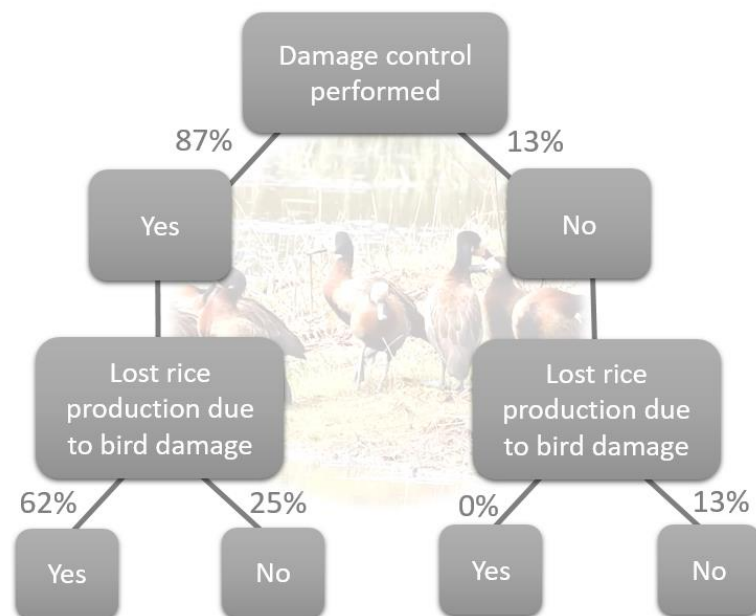 Damage control
performed
87%
13%
Yes
No
Lost rice
production due
to bird damage
Lost rice
production due
to bird damage
62%
25%
0%
13%
Yes
No
Yes
No